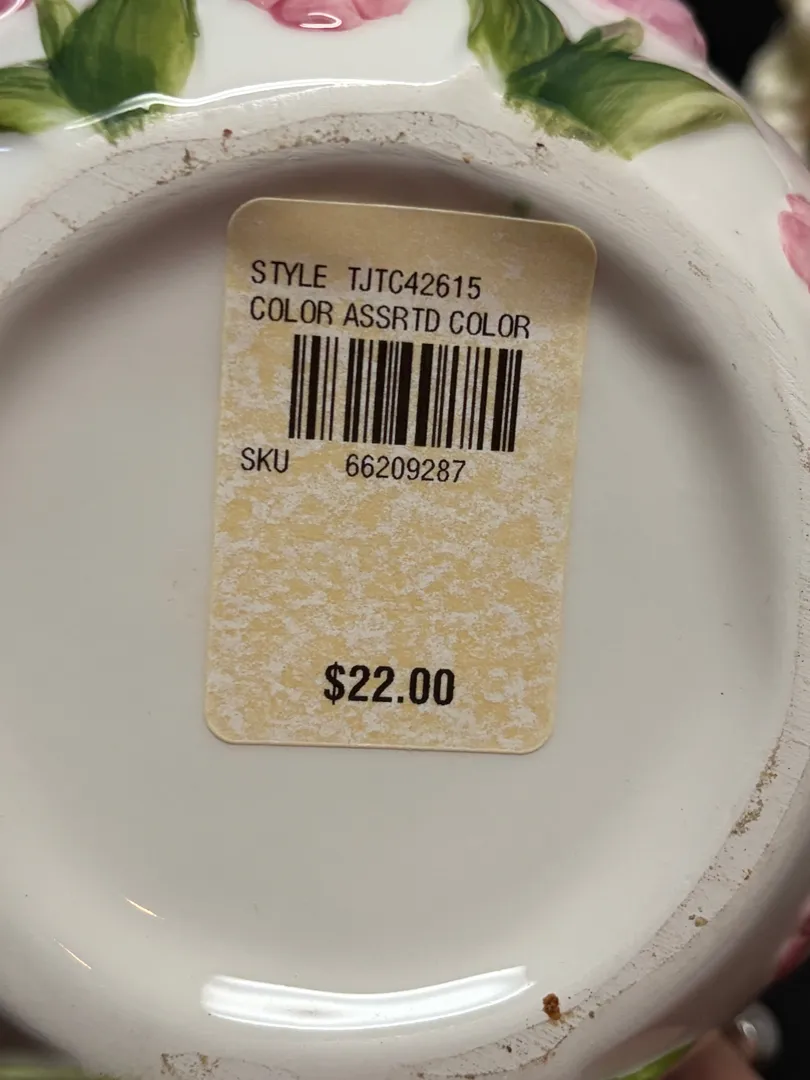 STYLE TJTC42615
COLOR ASSRTD COLOR
SKU 66209287
$22.00